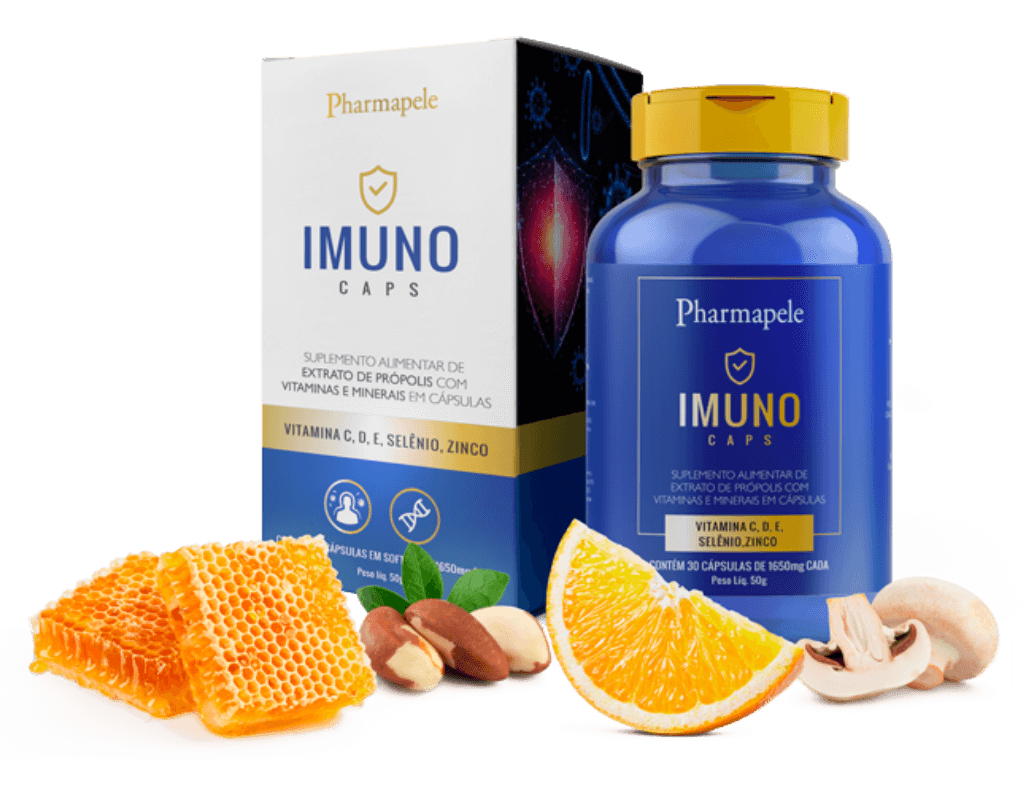 Pharmapele
IMUNO
CAPS
SUPLEMENTO ALIMENTAR DE
EXTRATO DE PRÓPOLIS COM
VITAMINAS E MINERAIS EM CÁPSULAS
VITAMINA C, D, E, SELÊNIO, ZINCO
CÁPSULAS EM 1650mg
Peso líq. 50g
Pharmapele
IMUNO
CAPS
SUPLEMENTO ALIMENTAR DE
EXTRATO DE PRÓPOLIS COM
VITAMINAS E MINERAIS EM CÁPSULAS
VITAMINA C, D, E,
SELÊNIO,ZINCO
CONTÉM 30 CÁPSULAS DE 1650mg CADA
Peso Líq. 50g